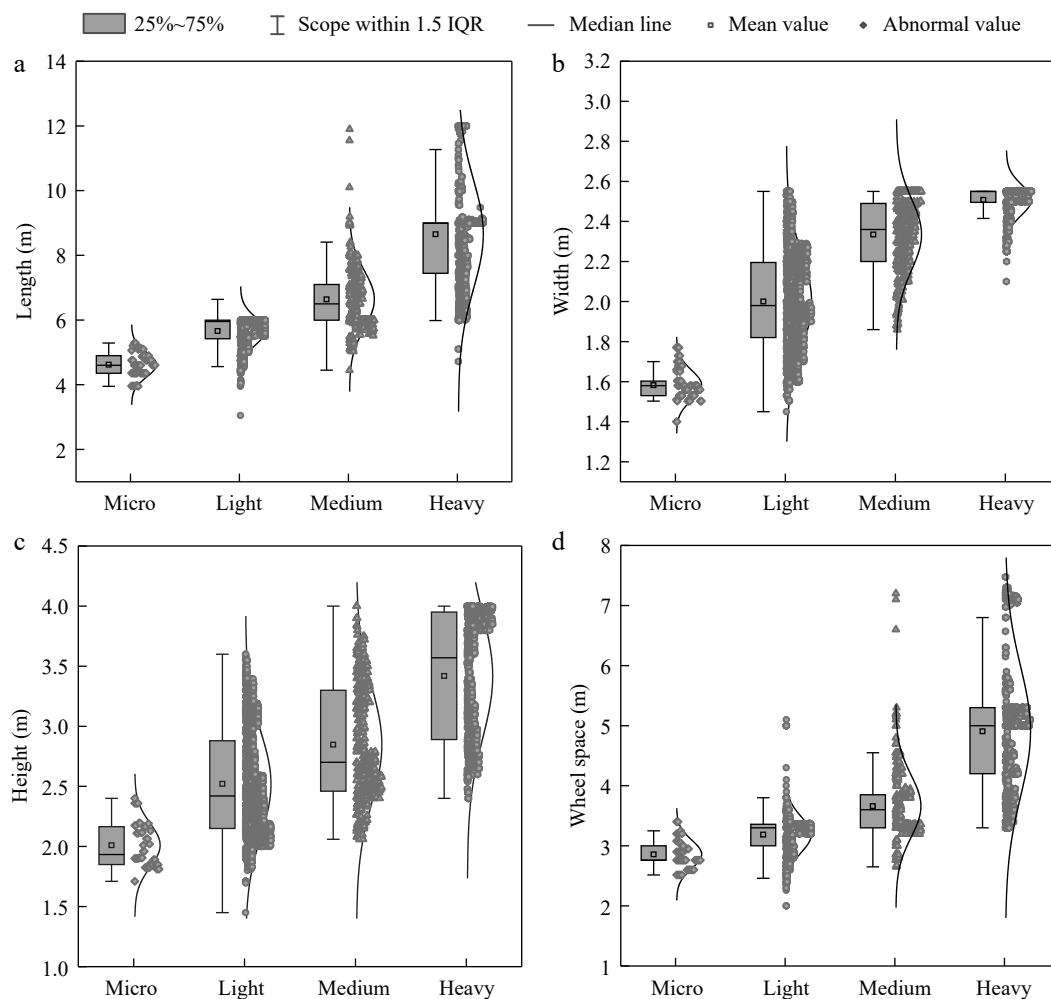 25%~75% Scope within 1.5 IQR Median line Mean value Abnormal value
a
14
12
10
8
6
4
2
Length (m)
Micro Light Medium Heavy
b
3.2
3.0
2.8
2.6
2.4
2.2
2.0
1.8
1.6
1.4
1.2
1.1
Width (m)
Micro Light Medium Heavy
c
4.5
4.0
3.5
3.0
2.5
2.0
1.5
1.0
Height (m)
Micro Light Medium Heavy
d
8
7
6
5
4
3
2
1
Wheel space (m)
Micro Light Medium Heavy